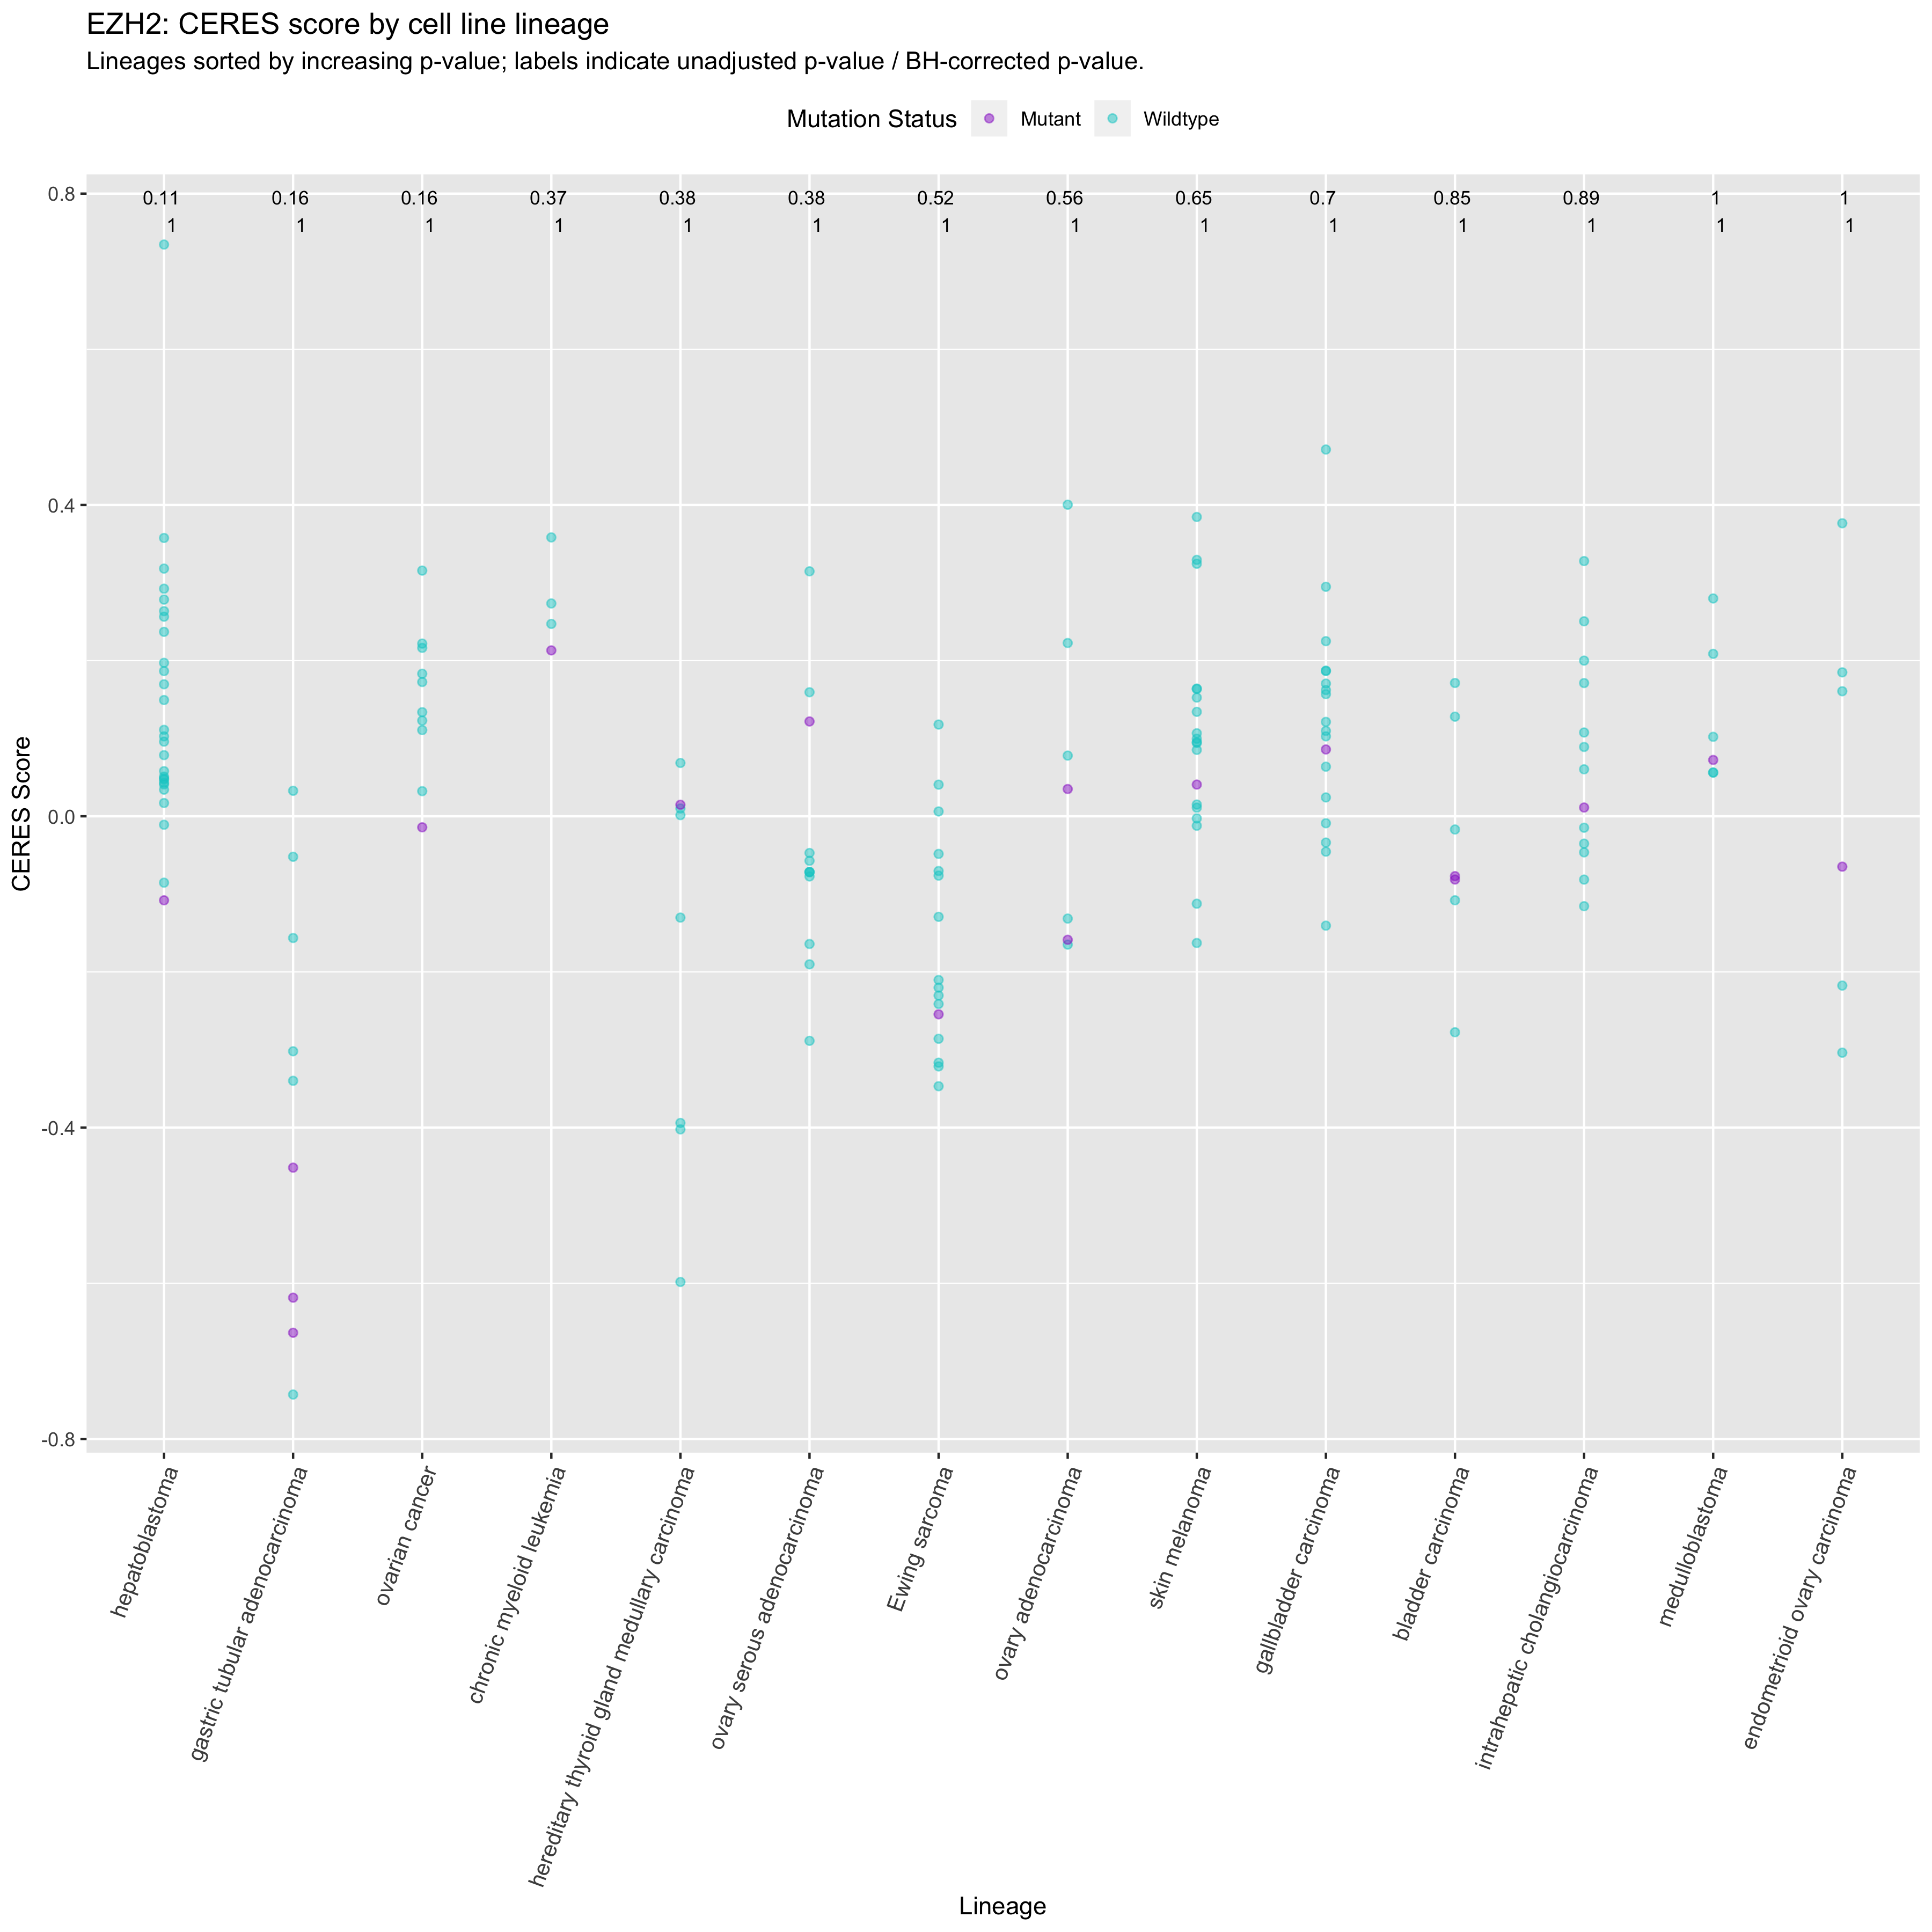 EZH2: CERES score by cell line lineage
Lineages sorted by increasing p-value; labels indicate unadjusted p-value / BH-corrected p-value.
Mutation Status Mutant Wildtype
0.11 0.16 0.16 0.37 0.38 0.38 0.52 0.56 0.65 0.7 0.85 0.89 1 1
1 1 1 1 1 1 1 1 1 1 1 1 1 1
0.8
0.4
0.0
-0.4
-0.8
CERES Score
hepatoblastoma
gastric tubular adenocarcinoma
ovarian cancer
chronic myeloid leukemia
hereditary thyroid gland medullary carcinoma
ovary serous adenocarcinoma
Ewing sarcoma
ovary adenocarcinoma
skin melanoma
gallbladder carcinoma
bladder carcinoma
intrahepatic cholangiocarcinoma
medulloblastoma
endometrioid ovary carcinoma
Lineage